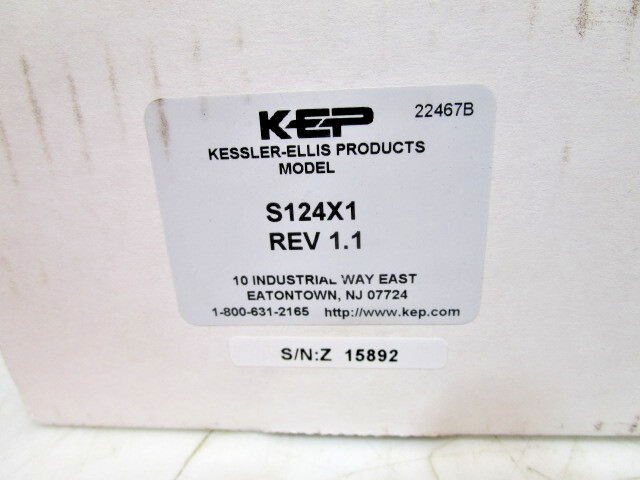 KEP 22467B
KESSLER-ELLIS PRODUCTS
MODEL
S124X1
REV 1.1
10 INDUSTRIAL WAY EAST
EATONTOWN, NJ 07724
1-800-631-2165 http://www.kep.com
S/N:Z 15892